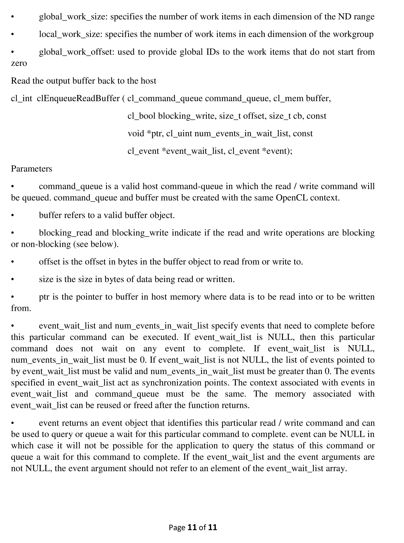 • global_work_size: specifies the number of work items in each dimension of the ND range
• local_work_size: specifies the number of work items in each dimension of the workgroup
• global_work_offset: used to provide global IDs to the work items that do not start from
zero
Read the output buffer back to the host
cl_int clEnqueueReadBuffer ( cl_command_queue command_queue, cl_mem buffer,
cl_bool blocking_write, size_t offset, size_t cb, const
void *ptr, cl_uint num_events_in_wait_list, const
cl_event *event_wait_list, cl_event *event);
Parameters
• command_queue is a valid host command-queue in which the read / write command will
be queued. command_queue and buffer must be created with the same OpenCL context.
• buffer refers to a valid buffer object.
• blocking_read and blocking_write indicate if the read and write operations are blocking
or non-blocking (see below).
• offset is the offset in bytes in the buffer object to read from or write to.
• size is the size in bytes of data being read or written.
• ptr is the pointer to buffer in host memory where data is to be read into or to be written
from.
• event_wait_list and num_events_in_wait_list specify events that need to complete before
this particular command can be executed. If event_wait_list is NULL, then this particular
command does not wait on any event to complete. If event_wait_list is NULL,
num_events_in_wait_list must be 0. If event_wait_list is not NULL, the list of events pointed to
by event_wait_list must be valid and num_events_in_wait_list must be greater than 0. The events
specified in event_wait_list act as synchronization points. The context associated with events in
event_wait_list and command_queue must be the same. The memory associated with
event_wait_list can be reused or freed after the function returns.
• event returns an event object that identifies this particular read / write command and can
be used to query or queue a wait for this particular command to complete. event can be NULL in
which case it will not be possible for the application to query the status of this command or
queue a wait for this command to complete. If the event_wait_list and the event arguments are
not NULL, the event argument should not refer to an element of the event_wait_list array.
Page 11 of 11